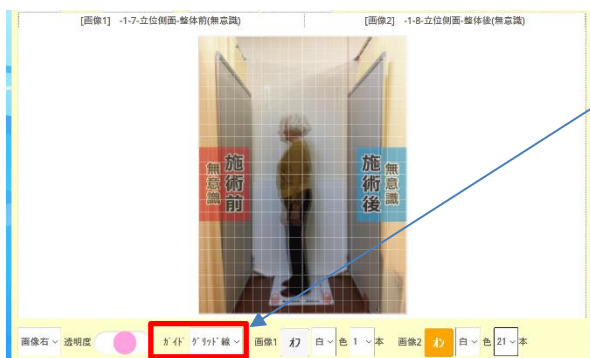 [画像1] -1-7-立位側面-整体前(無意識)
[画像2] -1-8-立位側面-整体後(無意識)
施術前
無意識
施術後
無意識
画像右 透明度 ガイド グリッド線 画像1 オフ 白 色 1 本 画像2 オン 白 色 21 本